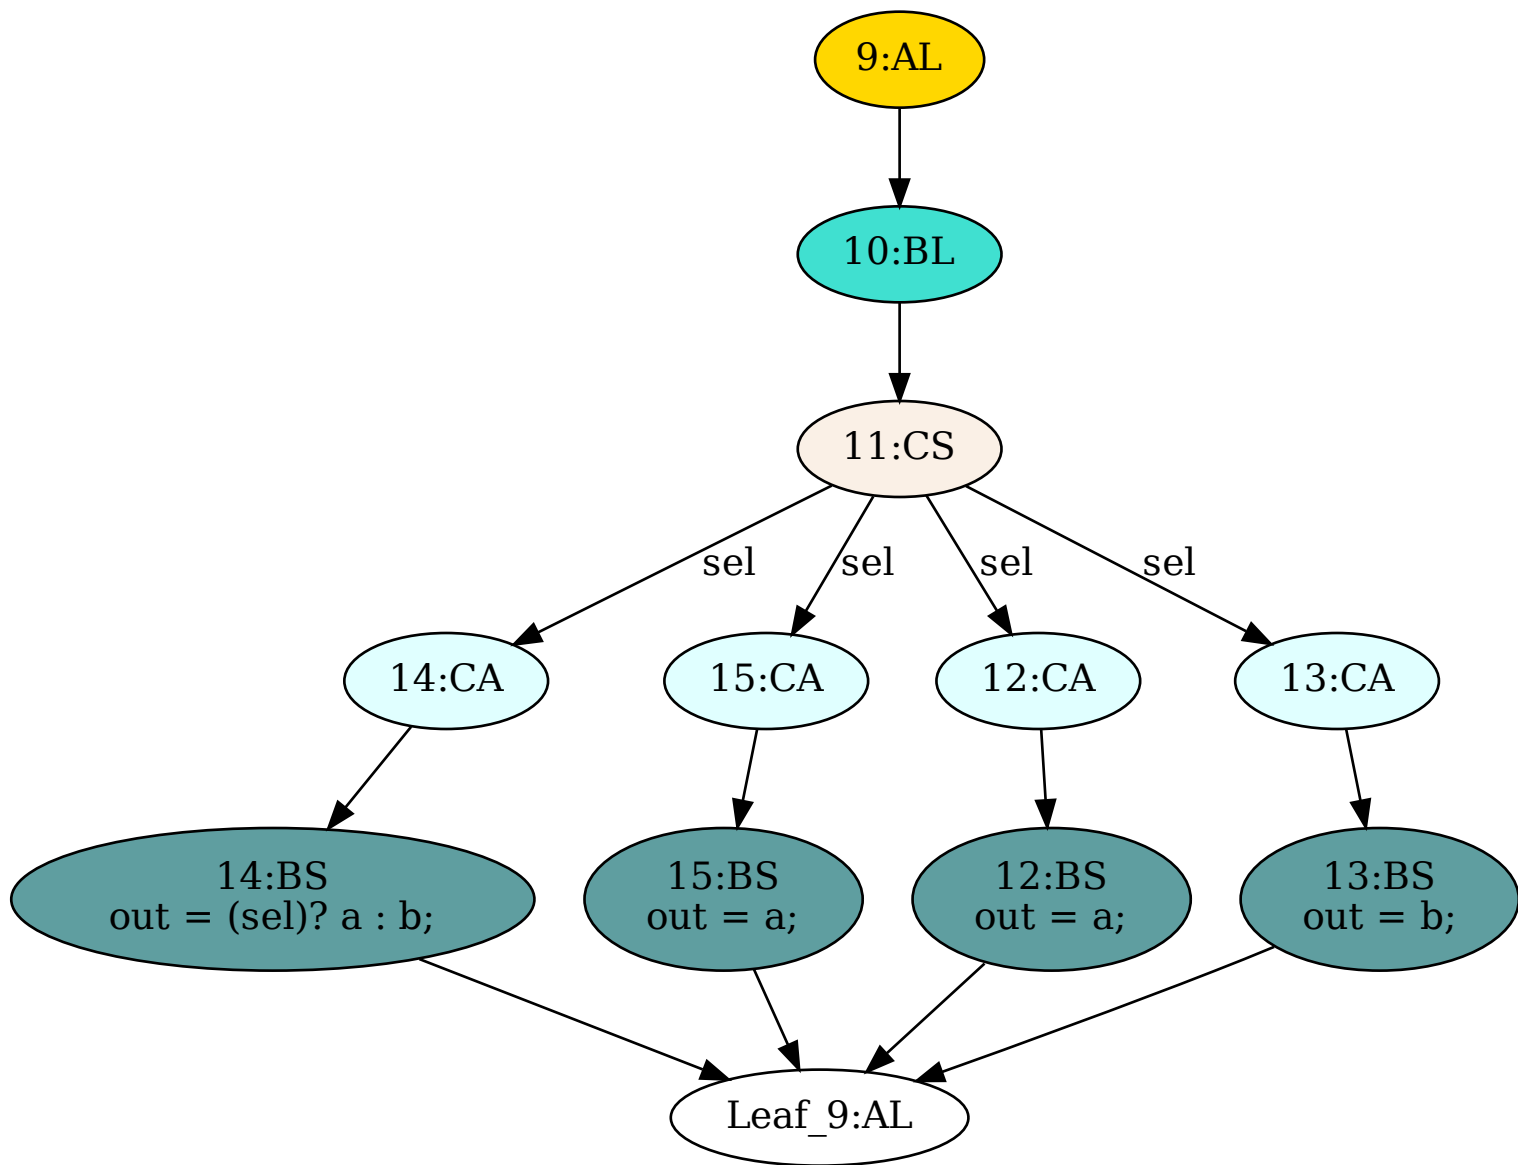 9:AL
10:BL
11:CS
sel
sel
sel
sel
14:CA
15:CA
12:CA
13:CA
14:BS
out = (sel)? a : b;
15:BS
out = a;
12:BS
out = a;
13:BS
out = b;
Leaf_9:AL